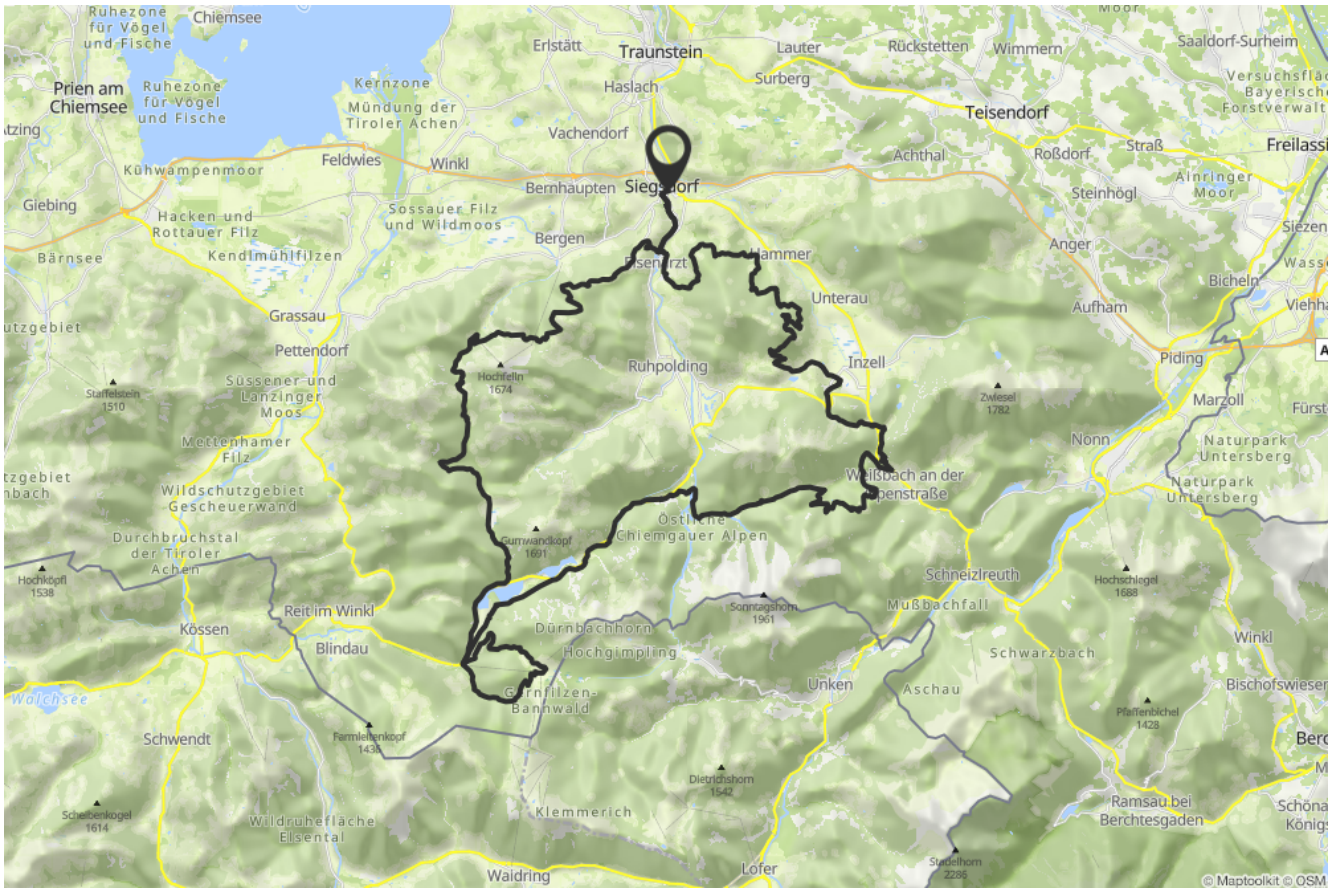 Ruhezone
für Vögel
und Fische
Chiemsee
Moor
Erlstätt
Traunstein
Lauter
Rückstetten
Wimmern
Saaldorf-Surheim
Prien am
Chiemsee
Ruhezone
für Vögel
und Fische
Kernzone
Mündung der
Tiroler Achen
Haslach
Surberg
Teisendorf
Vachendorf
Feldwies
Winkl
Kühwampenmoor
Bernhaupten
Siegsdorf
Achthal
Roßdorf
Straß
Steinhögl
Ainringer
Moor
Giebing
Hacken und
Rottauer Filz
Sossauer Filz
und Wildmoos
Bergen
Bärnsee
Kendlmühlfilzen
Eisenärzt
Hammer
Anger
Bicheln
Unterau
Aufham
Grassau
Pettendorf
Piding
A
Inzell
Ruhpolding
Hochfelln
1674
Staffelstein
1510
Süssener und
Lanzinger
Moos
Zwiesel
1782
Marzoll
Mettenhamer
Filz
Nonn
Naturpark
Untersberg
Wildschutzgebiet
Gescheuerwand
Weißbach an der
Naturpark
Untersberg
Östliche
Chiemgauer Alpen
Gurnwandkopf
1691
Durchbruchstal
der Tiroler
Achen
Hochköpfl
1538
Schneizlreuth
Hochschlegel
1688
Reit im Winkl
Mußbachfall
Sonntagshorn
1961
Kössen
Dürnbachhorn
Winkl
Blindau
Hochgimpling
Schwarzbach
Unken
Aschau
Walchsee
Garnfilzen-
Bannwald
Pfaffenbichel
1428
Schwendt
Farmleitenkopf
1436
Dietrichshorn
1542
Scheibenkogel
1614
Wildruhefläche
Elsental
Klemmerich
Ramsau bei
Berchtesgaden
Waidring
Lofer
Stadelhorn
2286
© Maptoolkit © OSM